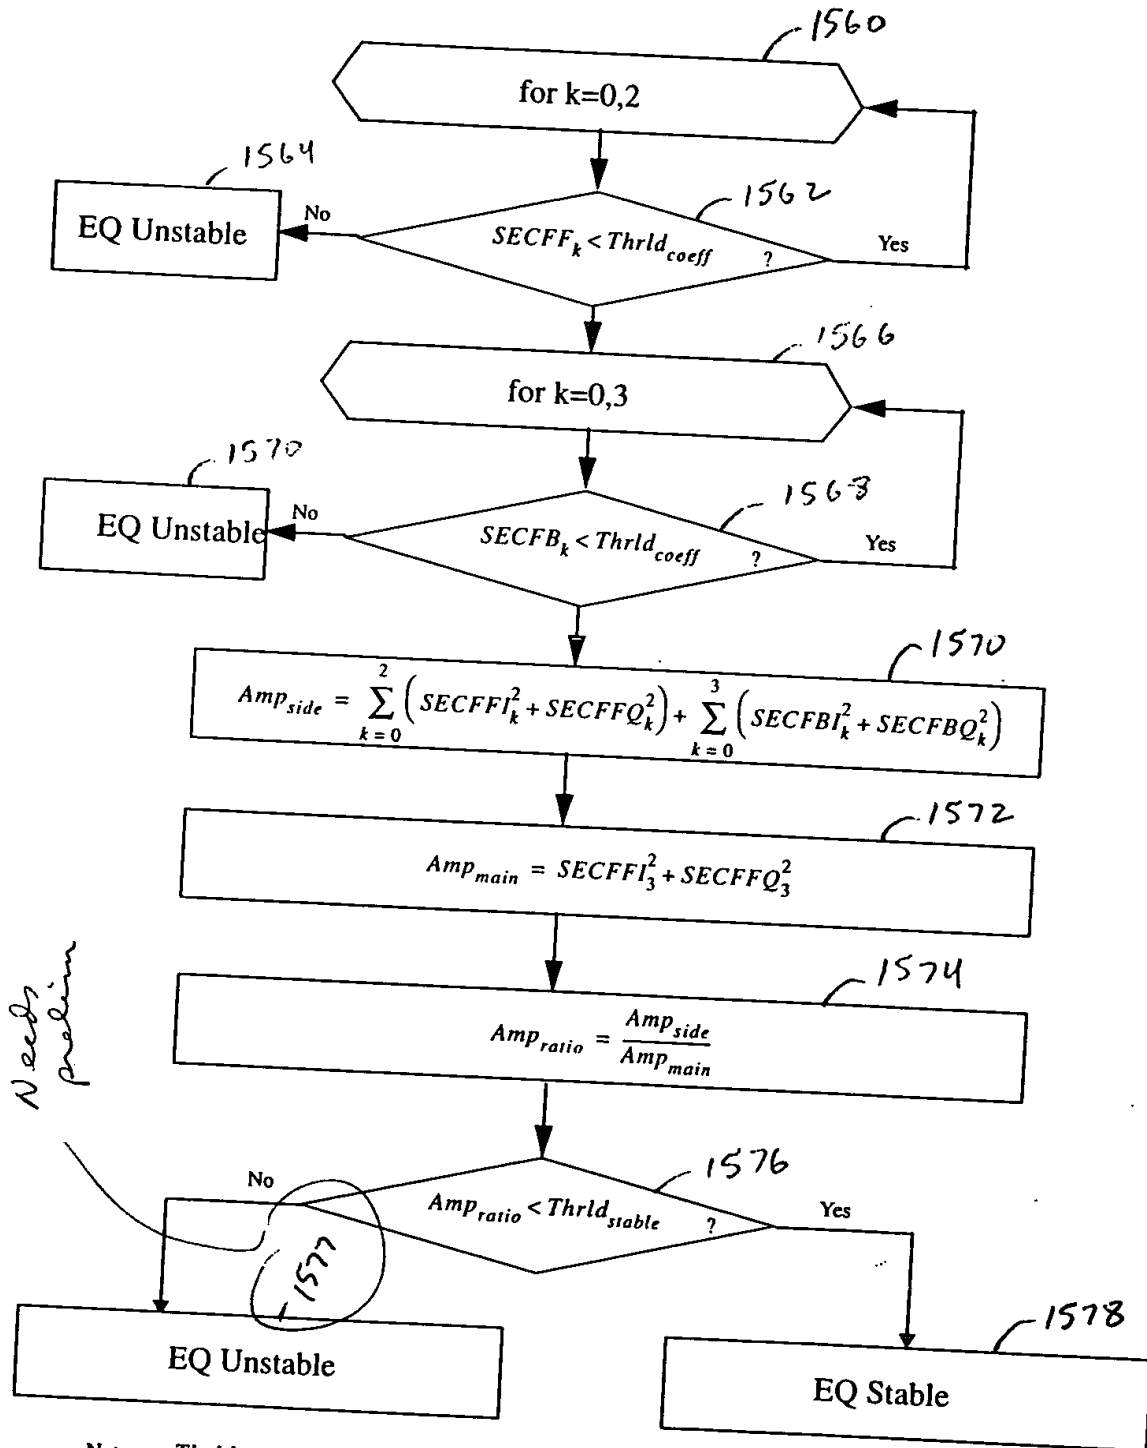 1560
for k=0,2
1564
1562
EQ Unstable
No
SECFF_k < Thrld_coeff ?
Yes
1566
for k=0,3
1570
1568
EQ Unstable
No
SECFB_k < Thrld_coeff ?
Yes
1570
Amp_side = \sum_{k=0}^{2} (SECFFI_k^2 + SECFFQ_k^2) + \sum_{k=0}^{3} (SECFBI_k^2 + SECFBQ_k^2)
1572
Amp_main = SECFFI_3^2 + SECFFQ_3^2
1574
Amp_ratio = Amp_side / Amp_main
Needs
prelim
1576
No
Amp_ratio < Thrld_stable ?
Yes
1577
1578
EQ Unstable
EQ Stable